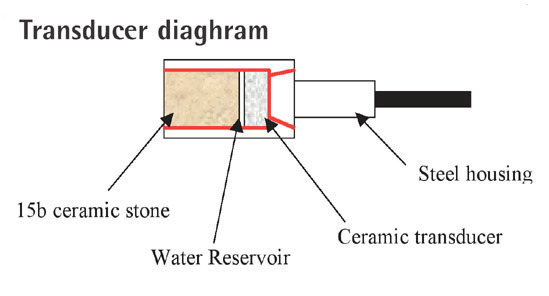 Transducer diaghram
Steel housing
15b ceramic stone
Ceramic transducer
Water Reservoir